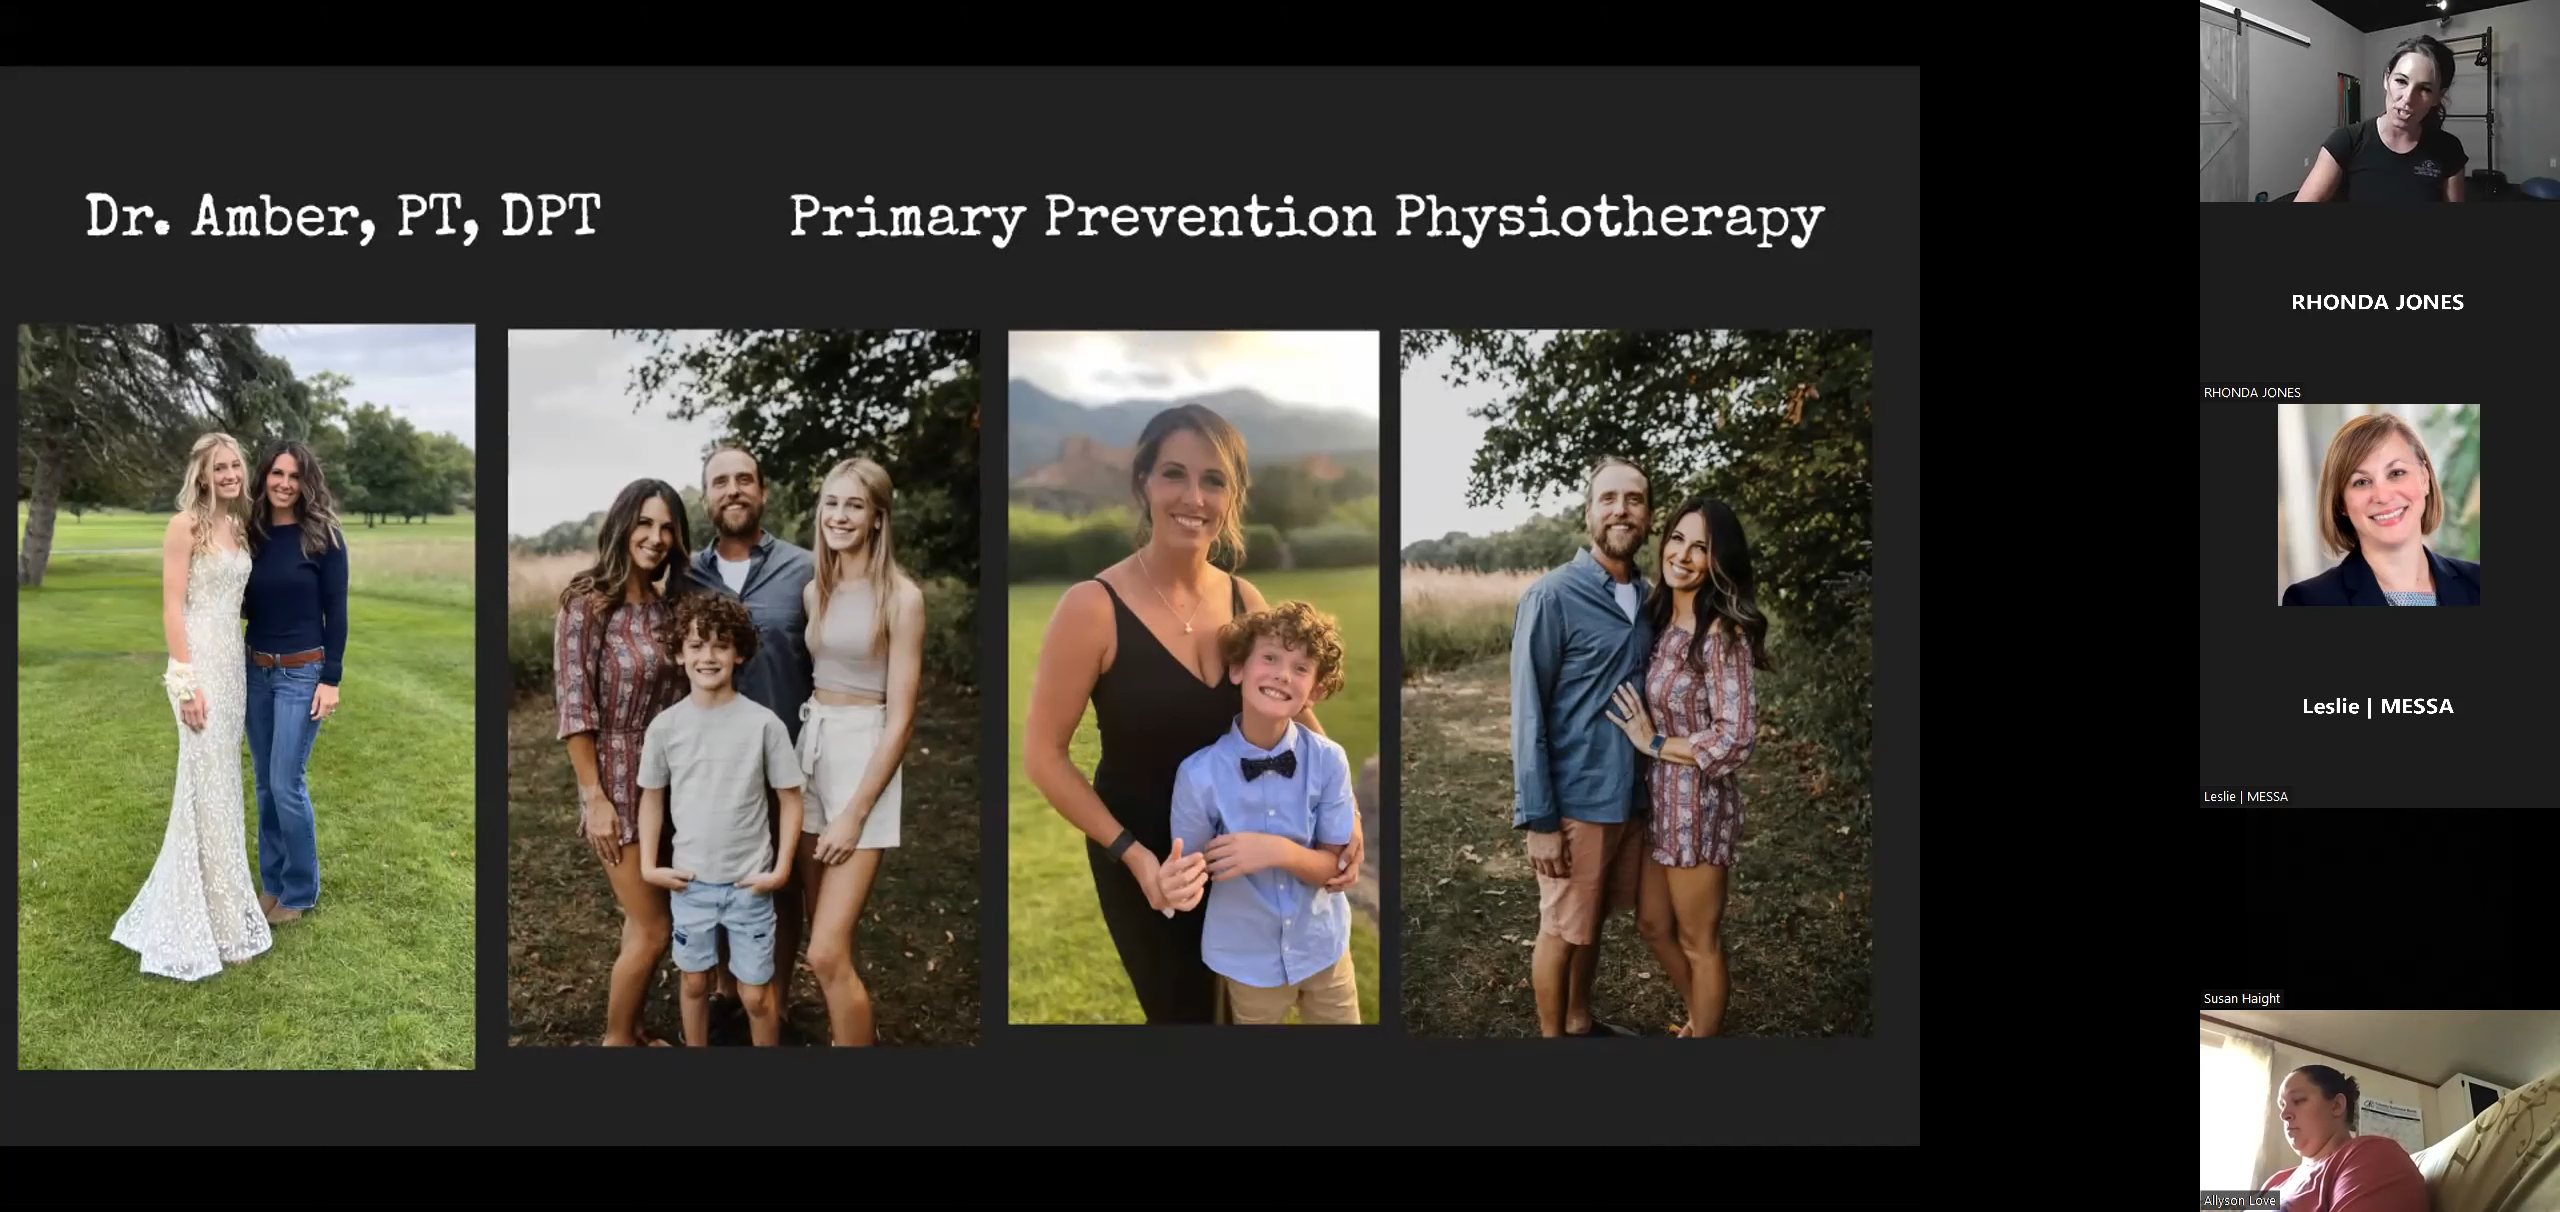 Dr. Amber, PT, DPT
Primary Prevention Physiotherapy
RHONDA JONES
RHONDA JONES
Leslie | MESSA
Leslie | MESSA
Susan Haight
Allyson Love